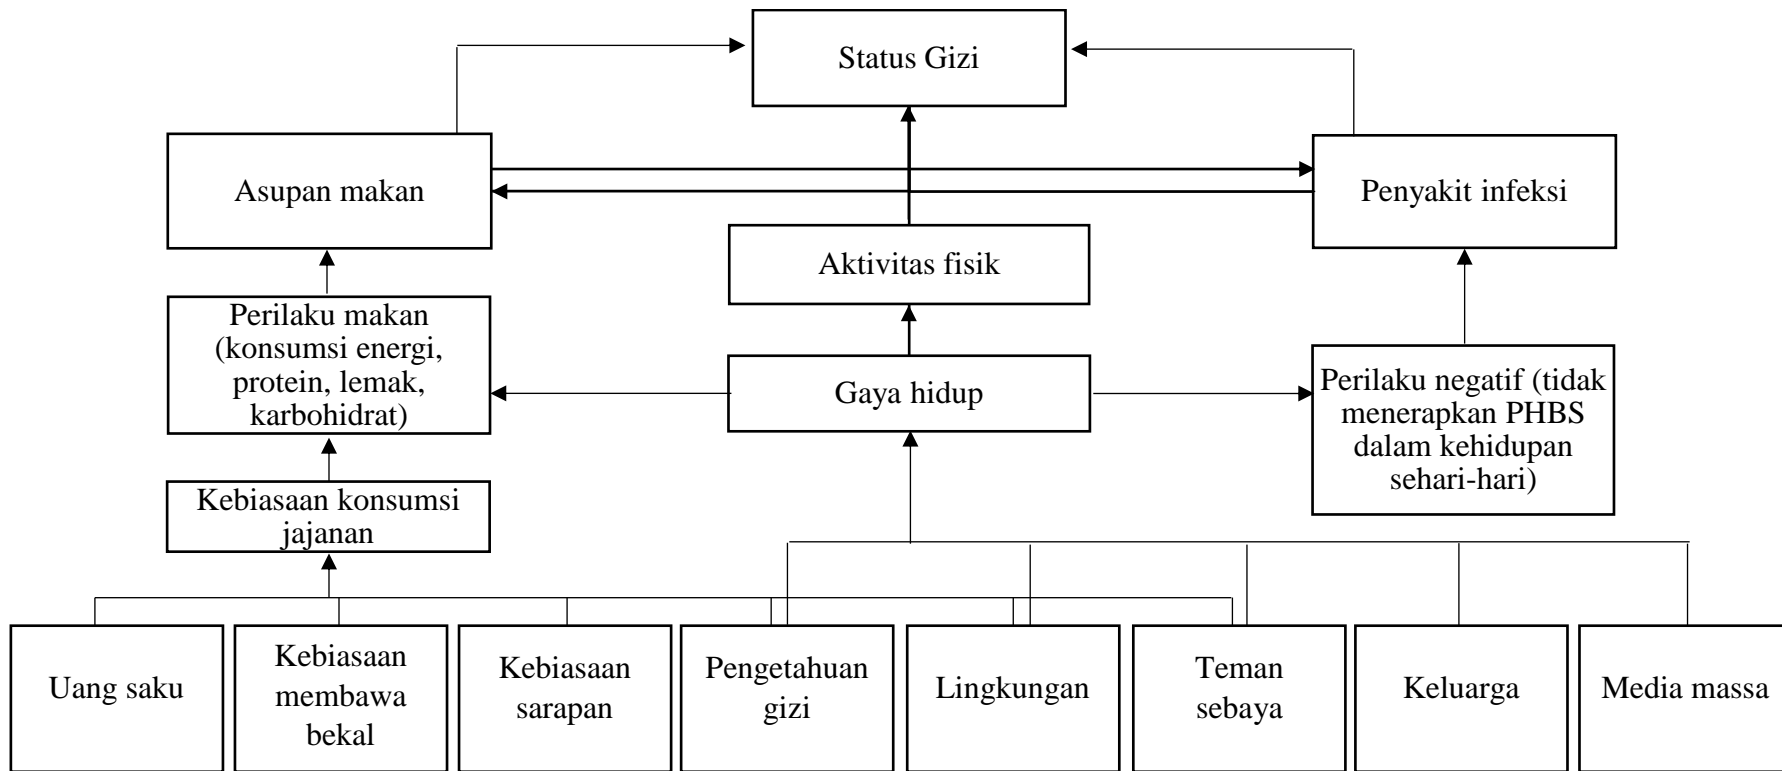 Status Gizi
Asupan makan
Penyakit infeksi
Aktivitas fisik
Perilaku makan
(konsumsi energi,
protein, lemak,
karbohidrat)
Gaya hidup
Perilaku negatif (tidak
menerapkan PHBS
dalam kehidupan
sehari-hari)
Kebiasaan konsumsi
jajanan
Uang saku
Kebiasaan
membawa
bekal
Kebiasaan
sarapan
Pengetahuan
gizi
Lingkungan
Teman
sebaya
Keluarga
Media massa